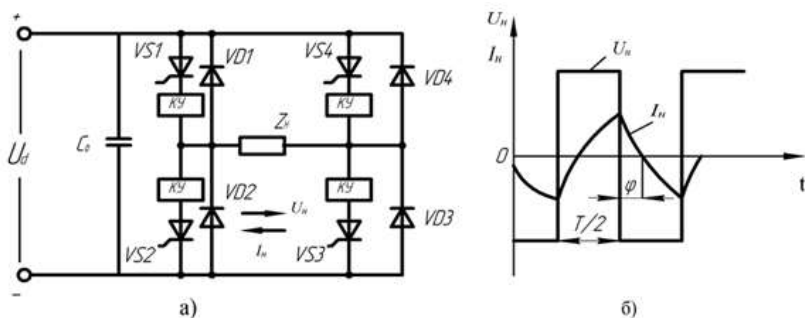 +
VS1
VD1
VS4
VD4
КУ
КУ
U_d
C_0
Z_н
КУ
КУ
VD2
VS2
U_н
I_н
VS3
VD3
−
а)
U_н
I_н
U_н
I_н
0
φ
t
T/2
б)